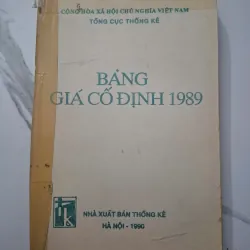 CỘNG HÒA XÃ HỘI CHỦ NGHĨA VIỆT NAM
TỔNG CỤC THỐNG KÊ
BẢNG
GIÁ CỐ ĐỊNH 1989
NHÀ XUẤT BẢN THỐNG KÊ
HÀ NỘI - 1990